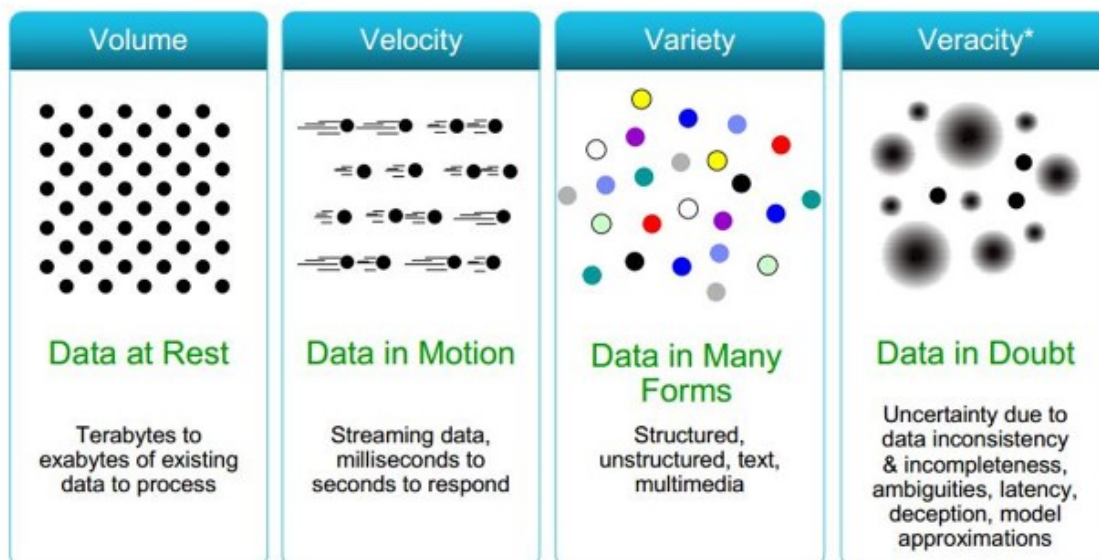 Volume
Data at Rest
Terabytes to
exabytes of existing
data to process
Velocity
Data in Motion
Streaming data,
milliseconds to
seconds to respond
Variety
Data in Many
Forms
Structured,
unstructured, text,
multimedia
Veracity*
Data in Doubt
Uncertainty due to
data inconsistency
& incompleteness,
ambiguities, latency,
deception, model
approximations